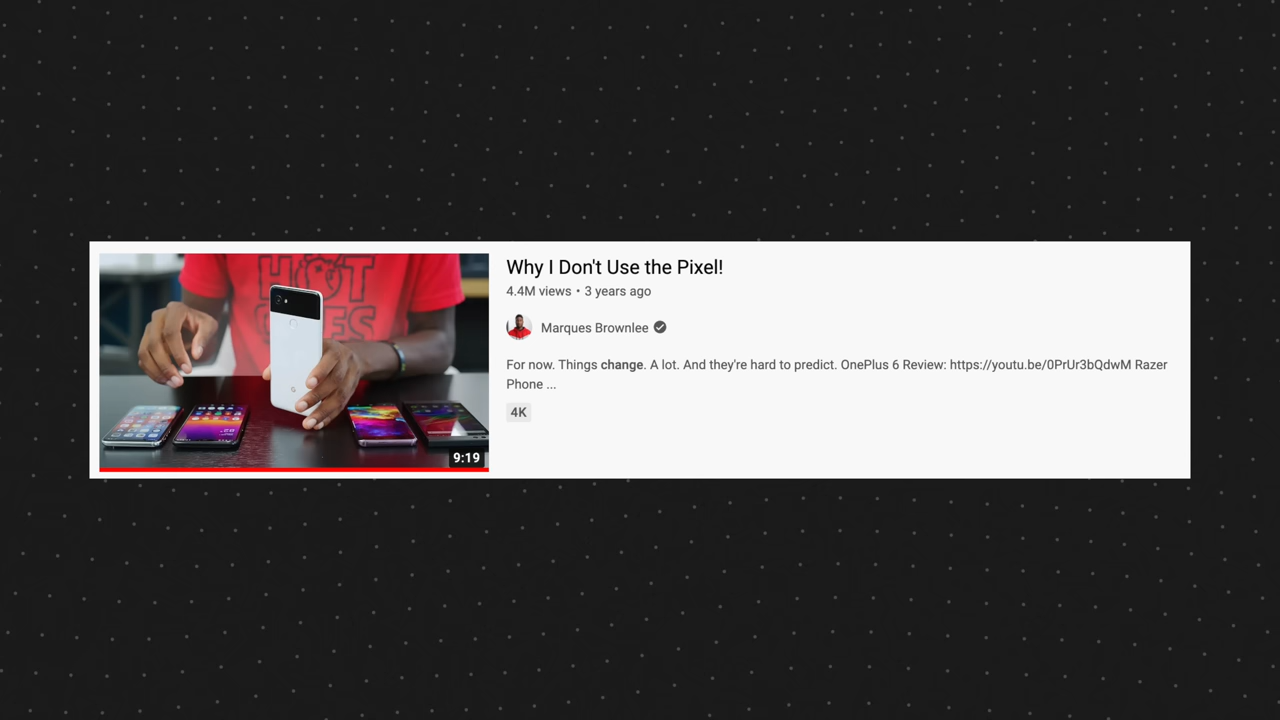 HOT
Why I Don't Use the Pixel!
4.4M views • 3 years ago
Marques Brownlee
For now. Things change. A lot. And they're hard to predict. OnePlus 6 Review: https://youtu.be/0PrUr3bQdwM Razer
Phone ...
4K
9:19